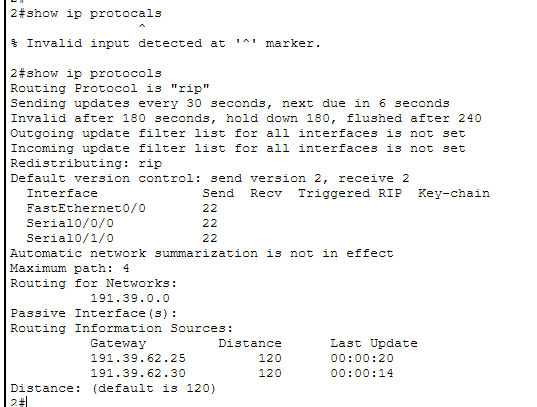 2#show ip protocals
^
% Invalid input detected at '^' marker.
2#show ip protocols
Routing Protocol is "rip"
Sending updates every 30 seconds, next due in 6 seconds
Invalid after 180 seconds, hold down 180, flushed after 240
Outgoing update filter list for all interfaces is not set
Incoming update filter list for all interfaces is not set
Redistributing: rip
Default version control: send version 2, receive 2
Interface Send Recv Triggered RIP Key-chain
FastEthernet0/0 22
Serial0/0/0 22
Serial0/1/0 22
Automatic network summarization is not in effect
Maximum path: 4
Routing for Networks:
191.39.0.0
Passive Interface(s):
Routing Information Sources:
Gateway Distance Last Update
191.39.62.25 120 00:00:20
191.39.62.30 120 00:00:14
Distance: (default is 120)
2#